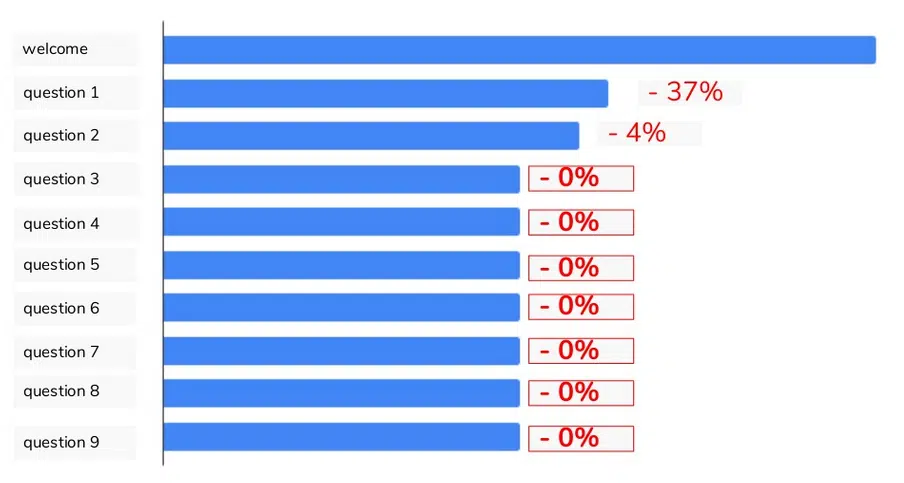 welcome
question 1 - 37%
question 2 - 4%
question 3 - 0%
question 4 - 0%
question 5 - 0%
question 6 - 0%
question 7 - 0%
question 8 - 0%
question 9 - 0%